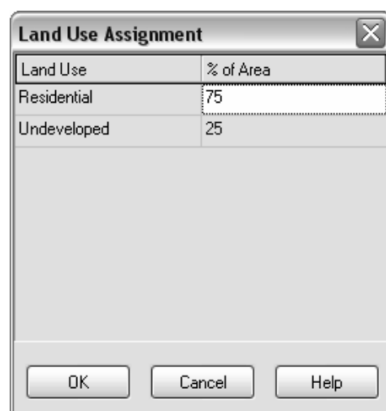 Land Use Assignment
Land Use % of Area
Residential 75
Undeveloped 25
OK Cancel Help